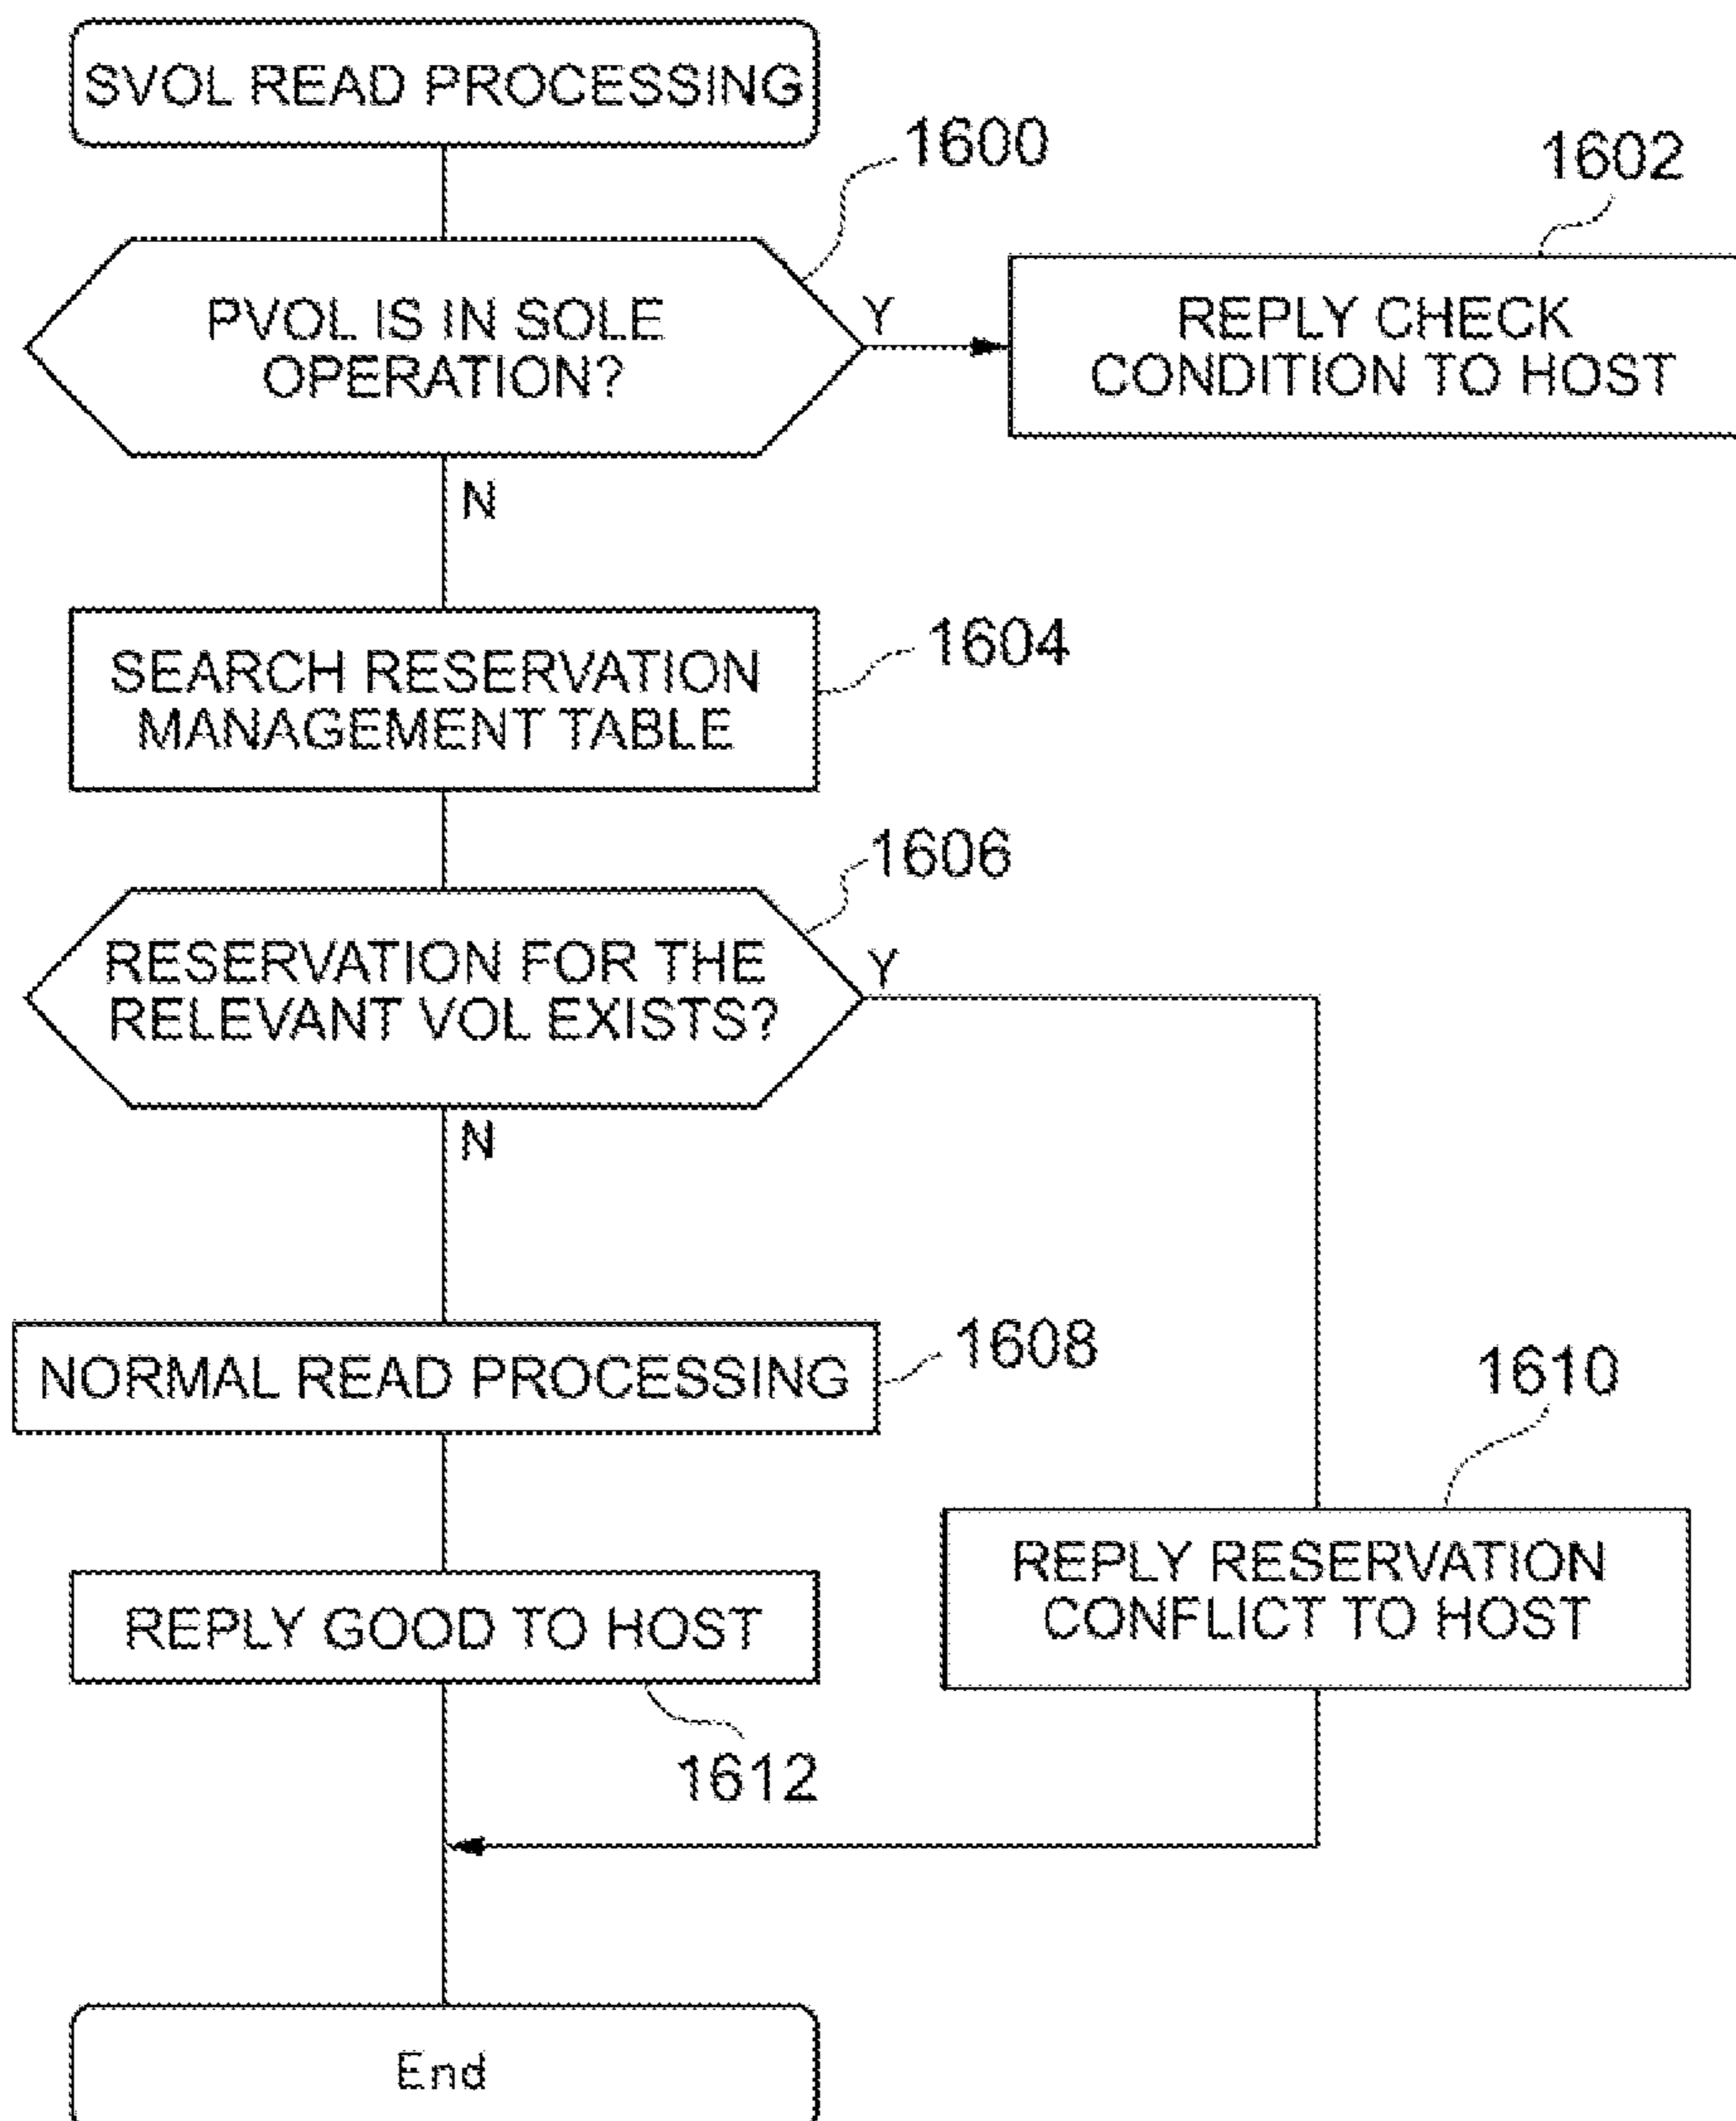 SVOL READ PROCESSING
1600
1602
PVOL IS IN SOLE
OPERATION?
Y
REPLY CHECK
CONDITION TO HOST
N
1604
SEARCH RESERVATION
MANAGEMENT TABLE
1606
RESERVATION FOR THE
RELEVANT VOL EXISTS?
Y
N
1608
NORMAL READ PROCESSING
1610
REPLY RESERVATION
CONFLICT TO HOST
REPLY GOOD TO HOST
1612
End